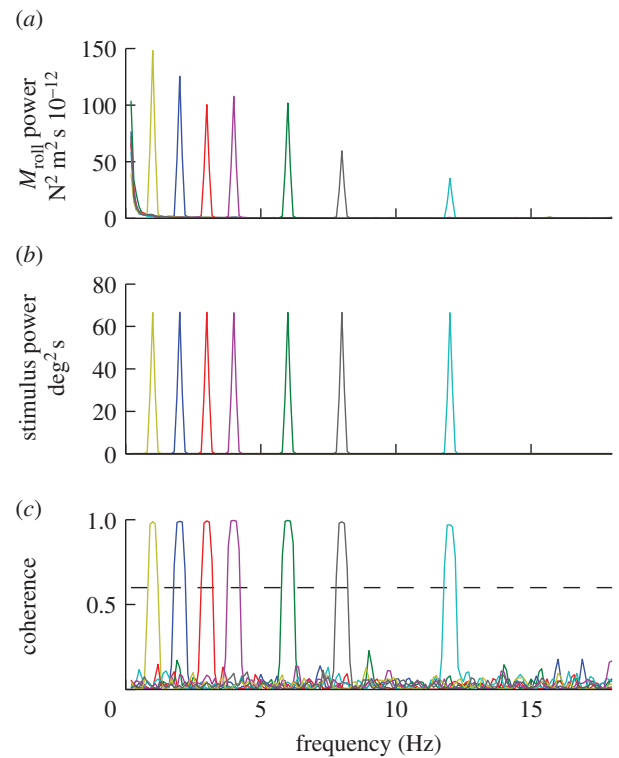 (a)
150
100
50
0
M_roll power
N² m² s 10⁻¹²
(b)
80
60
40
20
0
stimulus power
deg² s
(c)
1.0
0.5
0
coherence
5
10
15
frequency (Hz)